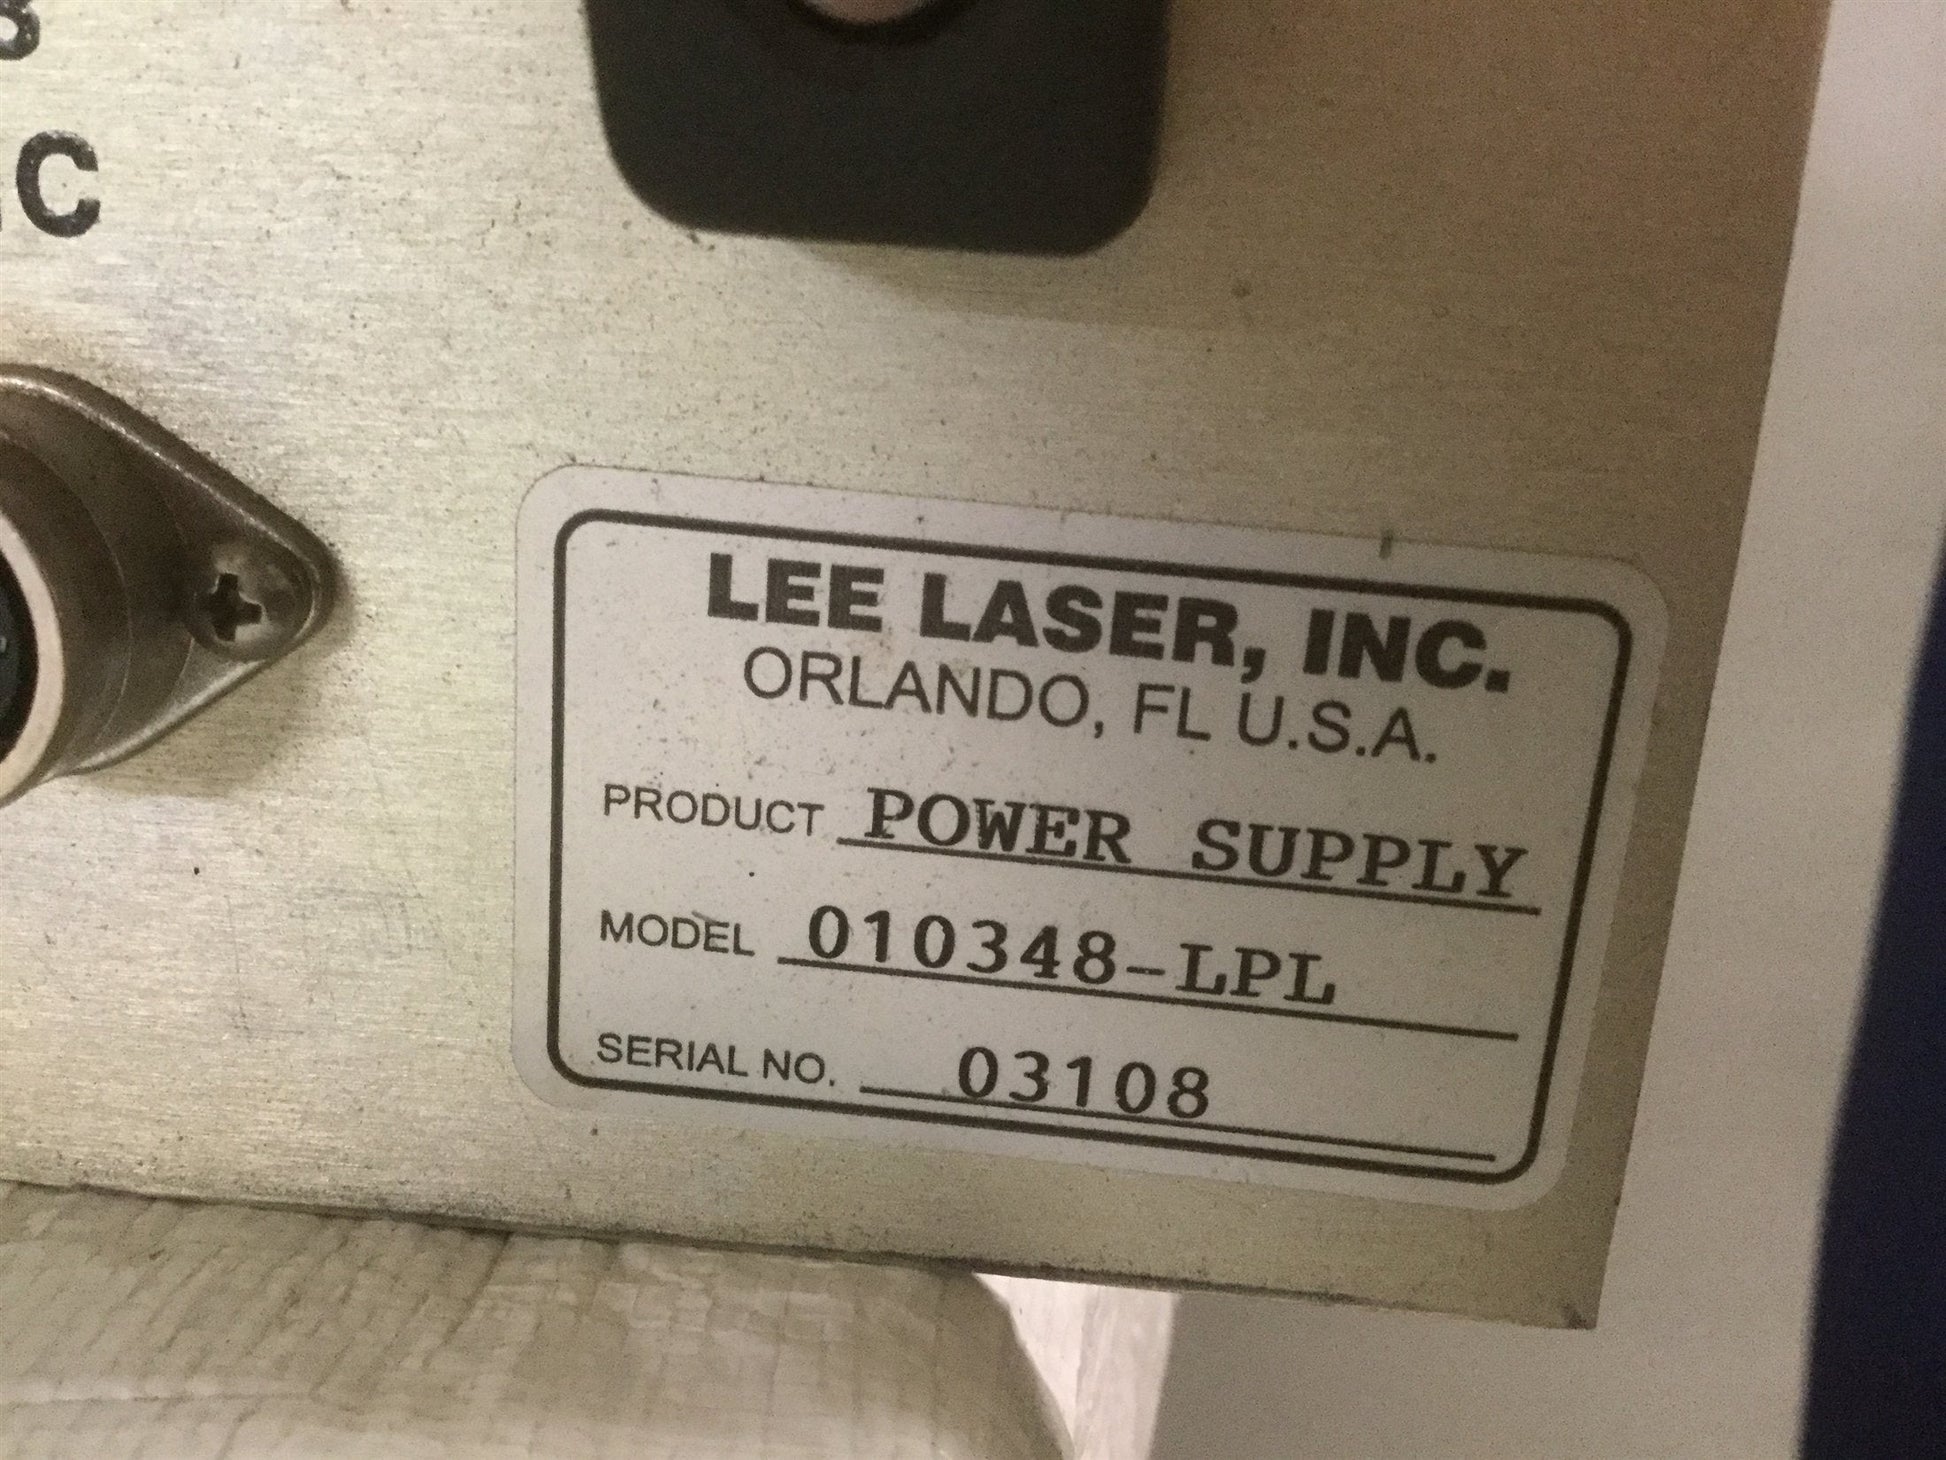 C
LEE LASER, INC.
ORLANDO, FL U.S.A.
PRODUCT POWER SUPPLY
MODEL 010348-LPL
SERIAL NO. 03108